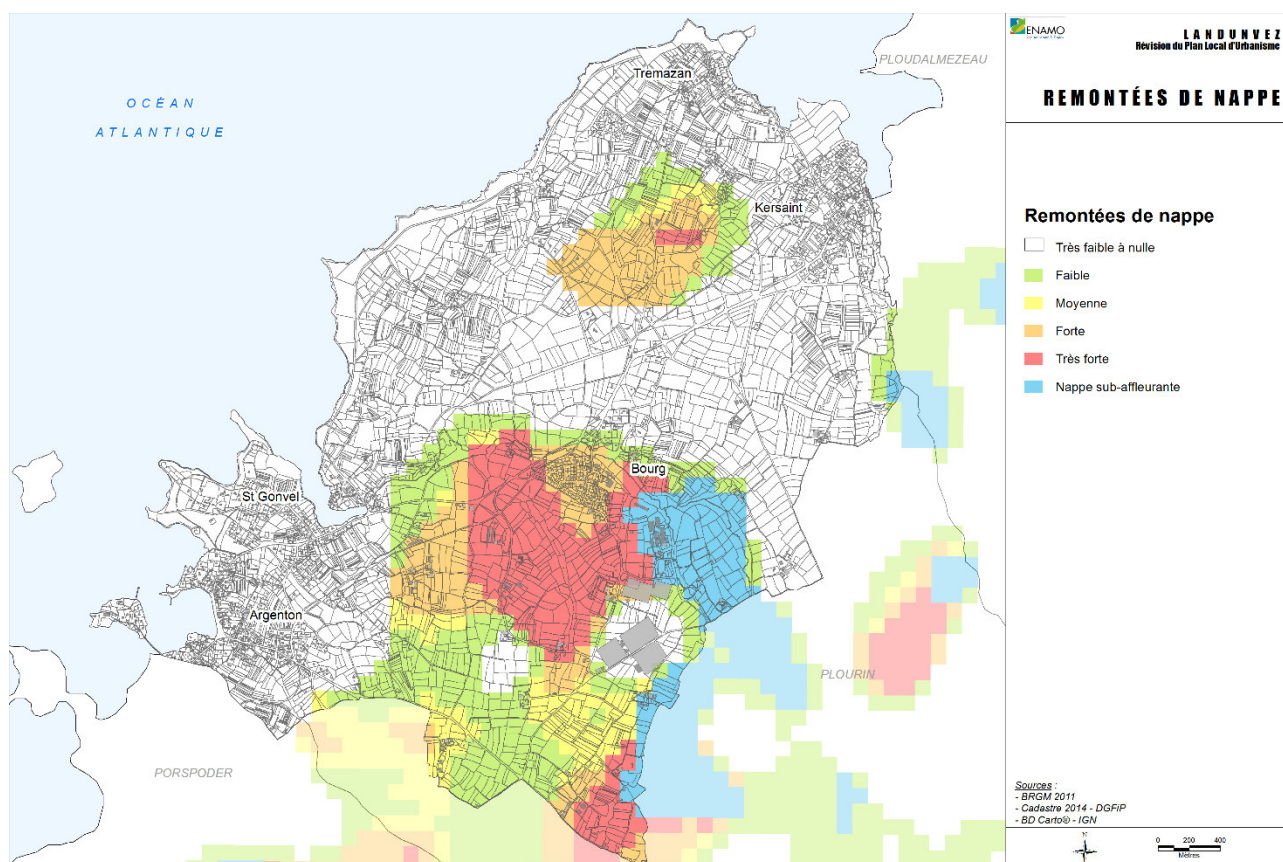 OCÉAN
ATLANTIQUE
PLOUDALMEZEAU
Tremazan
Kersaint
Bourg
St Gonvel
Argenton
PLOURIN
PORSPODER
ENAMO
LANDUNVEZ
Révision du Plan Local d'Urbanisme
REMONTÉES DE NAPPE
Remontées de nappe
Très faible à nulle
Faible
Moyenne
Forte
Très forte
Nappe sub-affleurante
Sources :
- BRGM 2011
- Cadastre 2014 - DGFiP
- BD Carto® - IGN
0 200 400
Mètres